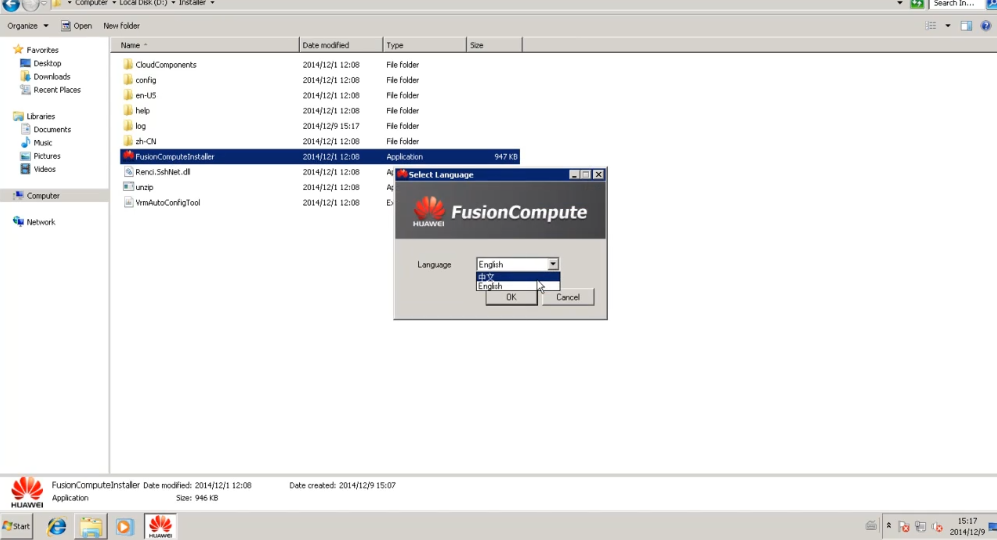 Computer ▾ Local Disk (D:) ▾ Installer ▾
Search In...
Organize Open New folder
Name Date modified Type Size
Favorites
Desktop
Downloads
Recent Places
Libraries
Documents
Music
Pictures
Videos
Computer
Network
CloudComponents 2014/12/1 12:08 File folder
config 2014/12/1 12:08 File folder
en-US 2014/12/1 12:08 File folder
help 2014/12/1 12:08 File folder
log 2014/12/9 15:17 File folder
zh-CN 2014/12/1 12:08 File folder
FusionComputeInstaller 2014/12/1 12:08 Application 947 KB
Renci.SshNet.dll 2014/12/1 12:08
unzip 2014/12/1 12:08
VrmAutoConfigTool 2014/12/1 12:08
Select Language
HUAWEI FusionCompute
Language English
中文
English
OK Cancel
FusionComputeInstaller Date modified: 2014/12/1 12:08 Date created: 2014/12/9 15:07
Application Size: 946 KB
HUAWEI
Start
HUAWEI
15:17
2014/12/9